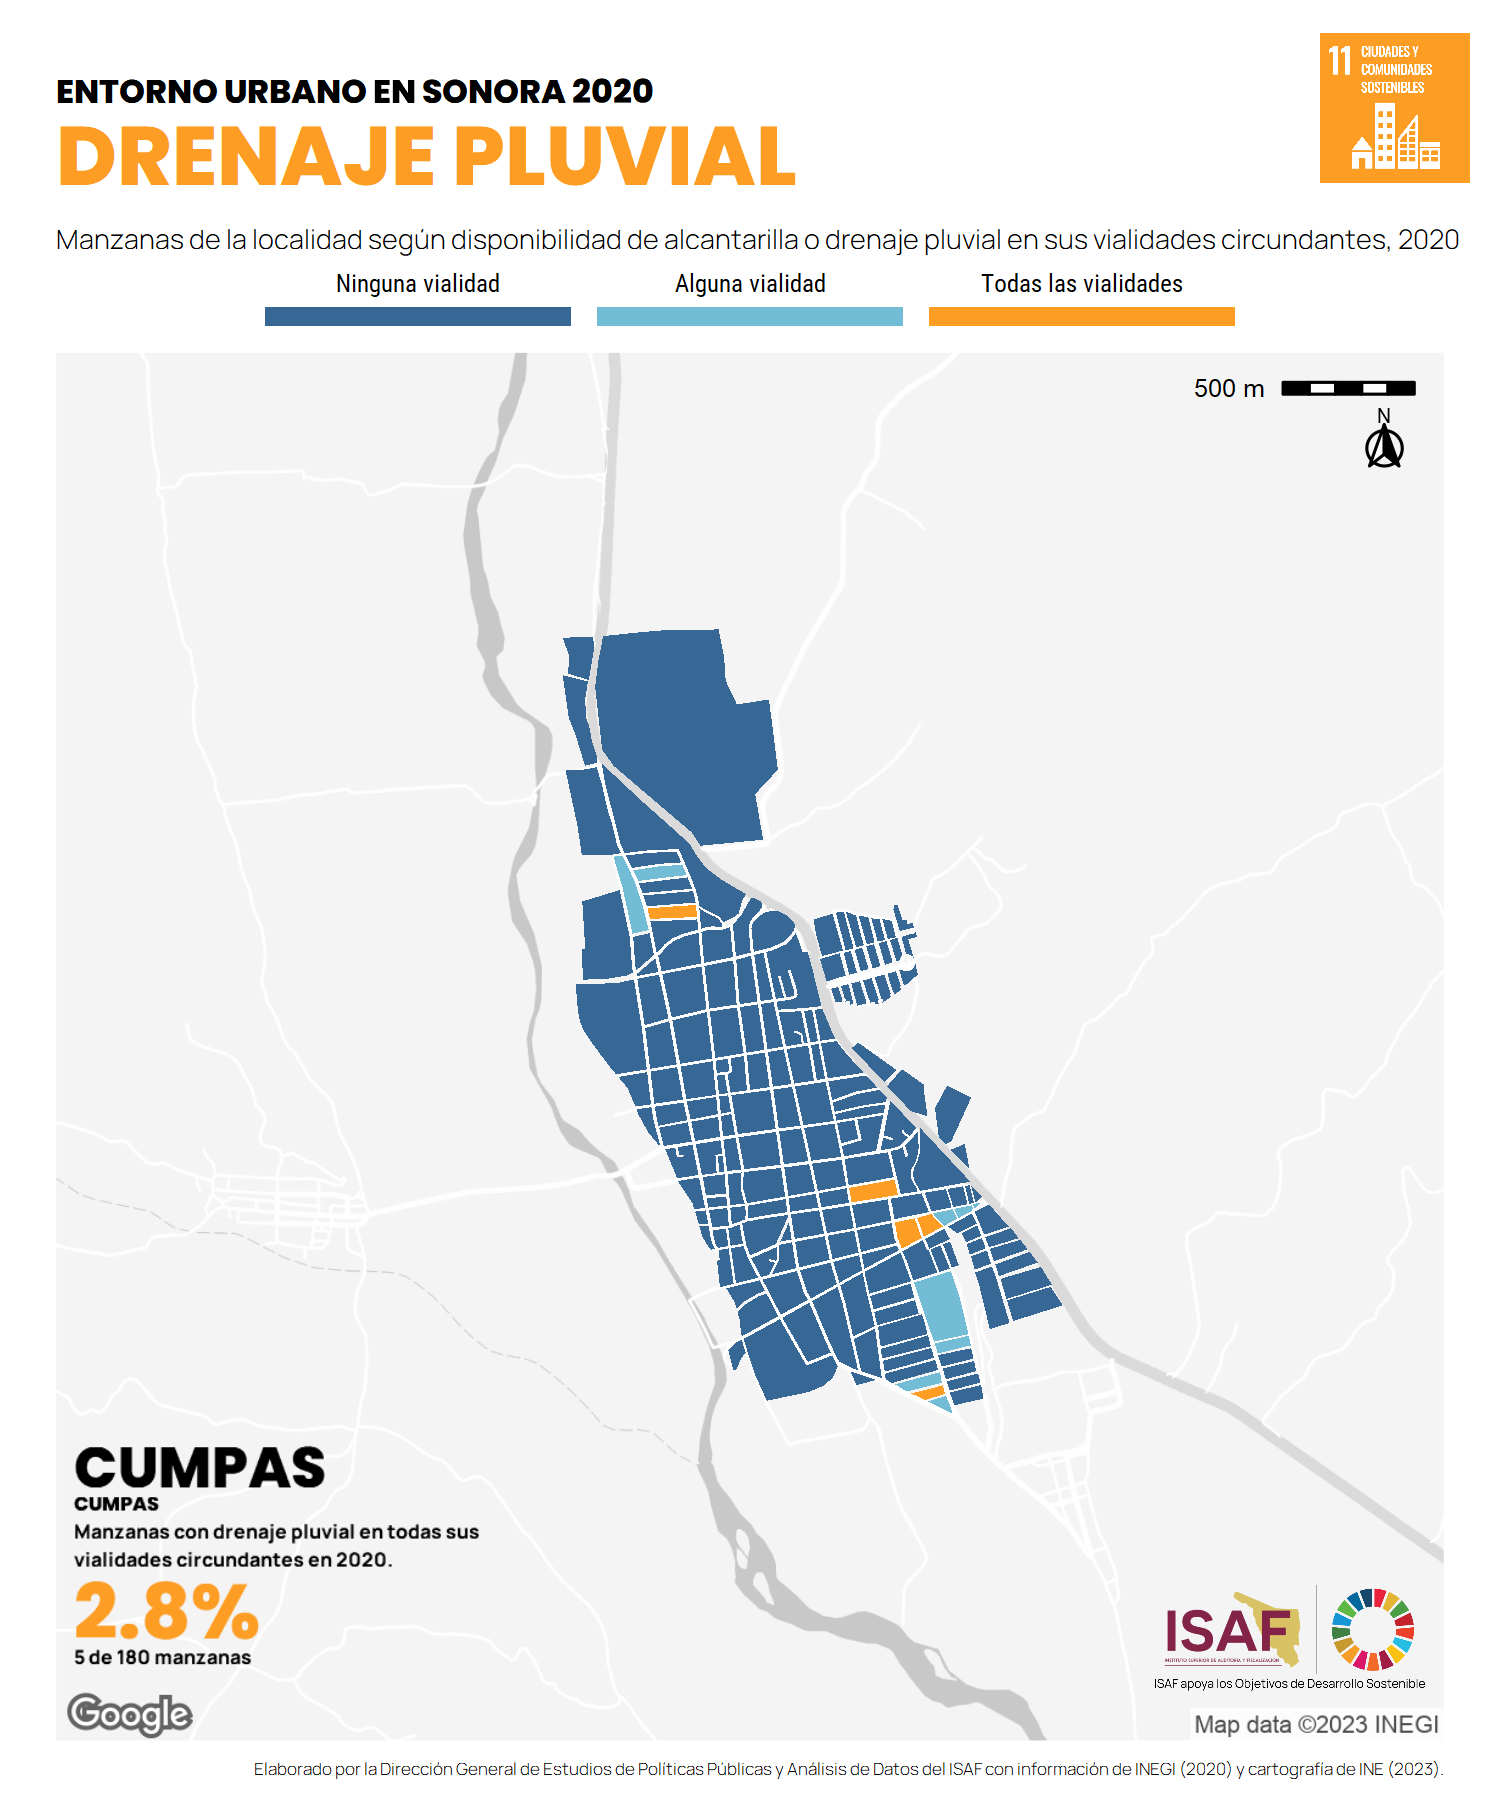 ENTORNO URBANO EN SONORA 2020
DRENAJE PLUVIAL
11 CIUDADES Y
COMUNIDADES
SOSTENIBLES
Manzanas de la localidad según disponibilidad de alcantarilla o drenaje pluvial en sus vialidades circundantes, 2020
Ninguna vialidad
Alguna vialidad
Todas las vialidades
500 m
N
CUMPAS
CUMPAS
Manzanas con drenaje pluvial en todas sus
vialidades circundantes en 2020.
2.8%
5 de 180 manzanas
Google
ISAF
INSTITUTO SUPERIOR DE AUDITORÍA Y FISCALIZACIÓN
ISAF apoya los Objetivos de Desarrollo Sostenible
Map data ©2023 INEGI
Elaborado por la Dirección General de Estudios de Políticas Públicas y Análisis de Datos del ISAF con información de INEGI (2020) y cartografía de INE (2023).